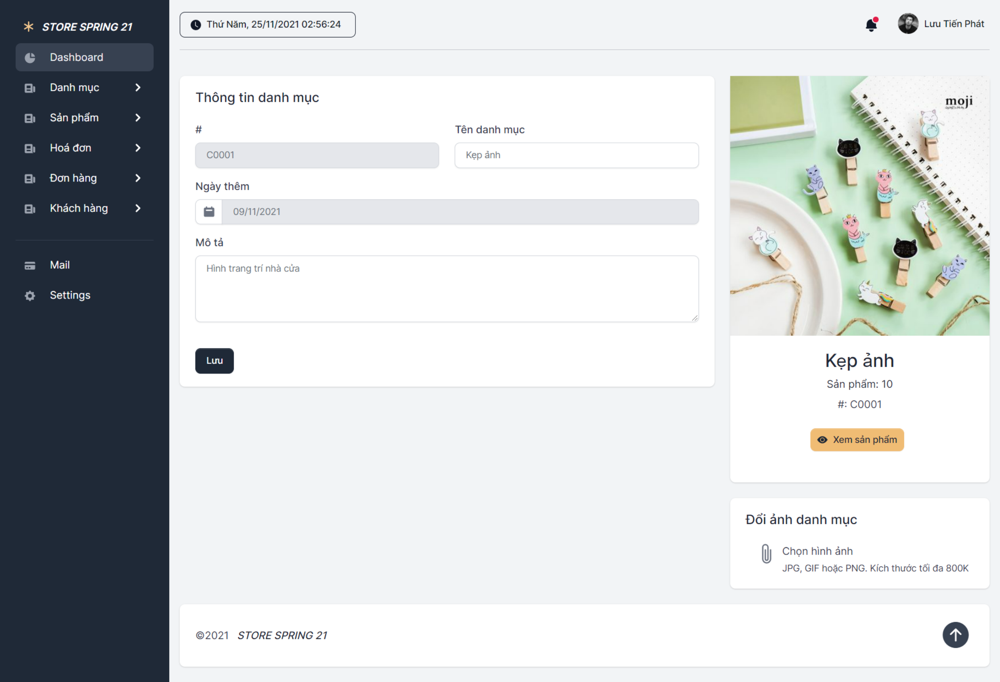 STORE SPRING 21
Dashboard
Danh mục
Sản phẩm
Hoá đơn
Đơn hàng
Khách hàng
Mail
Settings
Thứ Năm, 25/11/2021 02:56:24
Lưu Tiến Phát
Thông tin danh mục
#
C0001
Tên danh mục
Kẹp ảnh
Ngày thêm
09/11/2021
Mô tả
Hình trang trí nhà cửa
Lưu
moji
Kẹp ảnh
Sản phẩm: 10
#: C0001
Xem sản phẩm
Đổi ảnh danh mục
Chọn hình ảnh
JPG, GIF hoặc PNG. Kích thước tối đa 800K
©2021 STORE SPRING 21